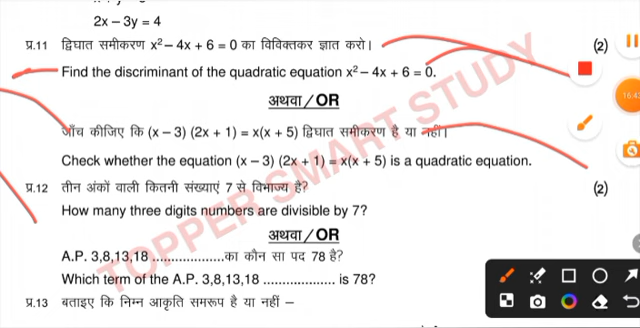 2x – 3y = 4
प्र.11 द्विघात समीकरण x² – 4x + 6 = 0 का विविक्तकर ज्ञात करो। (2)
Find the discriminant of the quadratic equation x² – 4x + 6 = 0.
अथवा/OR
जाँच कीजिए कि (x – 3) (2x + 1) = x(x + 5) द्विघात समीकरण है या नहीं।
Check whether the equation (x – 3) (2x + 1) = x(x + 5) is a quadratic equation.
प्र.12 तीन अंकों वाली कितनी संख्याएं 7 से विभाज्य है? (2)
How many three digits numbers are divisible by 7?
अथवा/OR
A.P. 3,8,13,18 ...................का कौन सा पद 78 है?
Which term of the A.P. 3,8,13,18 ................... is 78?
प्र.13 बताइए कि निम्न आकृति समरूप है या नहीं –
TOPPER SMART STUDY